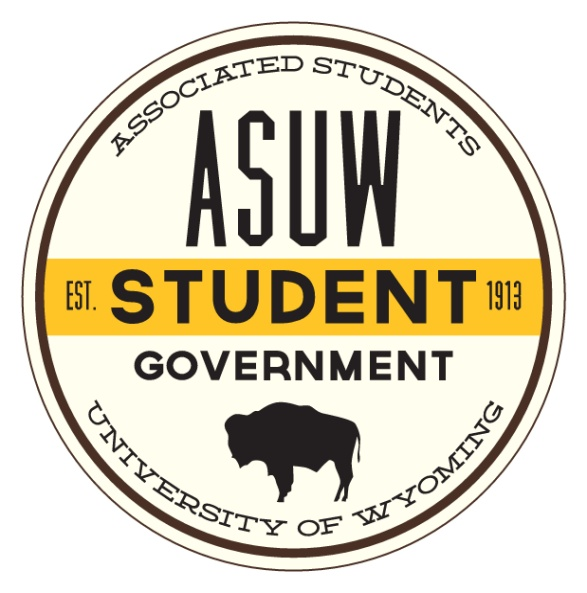 ASSOCIATED STUDENTS
ASUW
EST. STUDENT 1913
GOVERNMENT
UNIVERSITY OF WYOMING